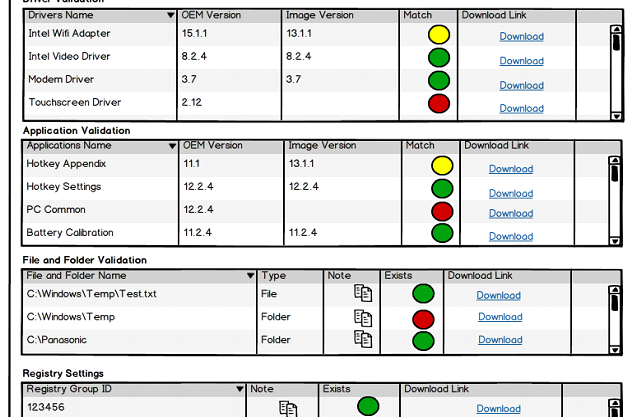 Driver Validation
Drivers Name OEM Version Image Version Match Download Link
Intel Wifi Adapter 15.1.1 13.1.1 Download
Intel Video Driver 8.2.4 8.2.4 Download
Modem Driver 3.7 3.7 Download
Touchscreen Driver 2.12 Download
Application Validation
Applications Name OEM Version Image Version Match Download Link
Hotkey Appendix 11.1 13.1.1 Download
Hotkey Settings 12.2.4 12.2.4 Download
PC Common 12.2.4 Download
Battery Calibration 11.2.4 11.2.4 Download
File and Folder Validation
File and Folder Name Type Note Exists Download Link
C:\Windows\Temp\Test.txt File Download
C:\Windows\Temp Folder Download
C:\Panasonic Folder Download
Registry Settings
Registry Group ID Note Exists Download Link
123456 Download